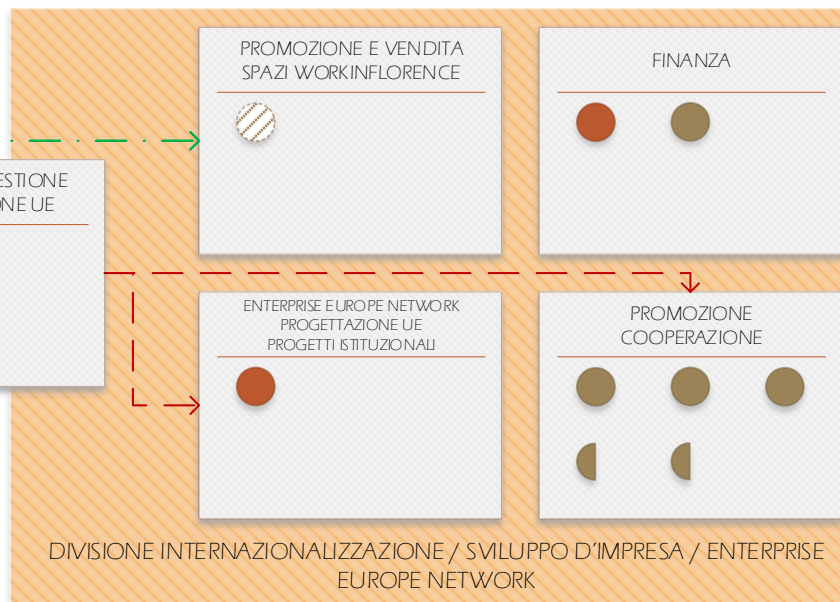 PROMOZIONE E VENDITA
SPAZI WORKINFLORENCE
FINANZA
ESTIONE
ONE UE
ENTERPRISE EUROPE NETWORK
PROGETTAZIONE UE
PROGETTI ISTITUZIONALI
PROMOZIONE
COOPERAZIONE
DIVISIONE INTERNAZIONALIZZAZIONE / SVILUPPO D'IMPRESA / ENTERPRISE
EUROPE NETWORK